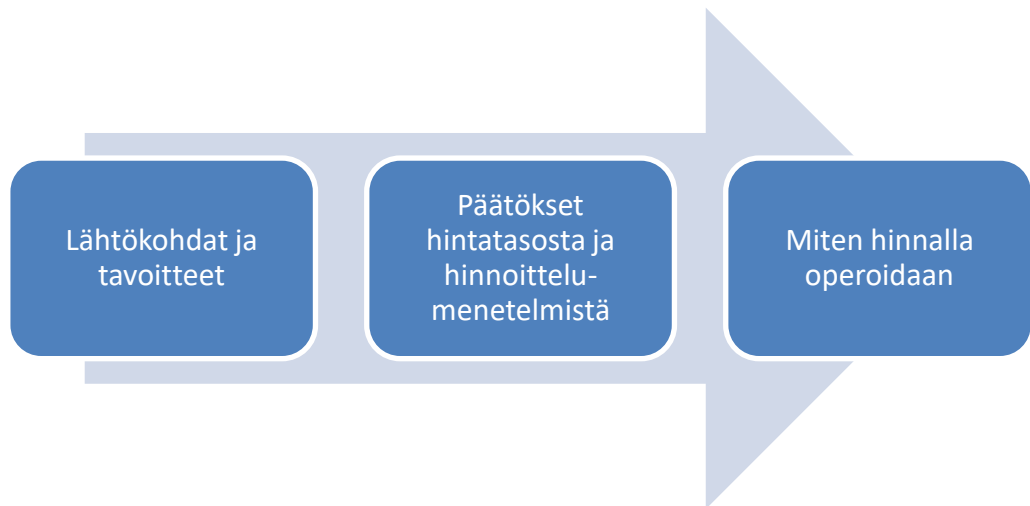 Lähtökohdat ja
tavoitteet
Päätökset
hintatasosta ja
hinnoittelu-
menetelmistä
Miten hinnalla
operoidaan